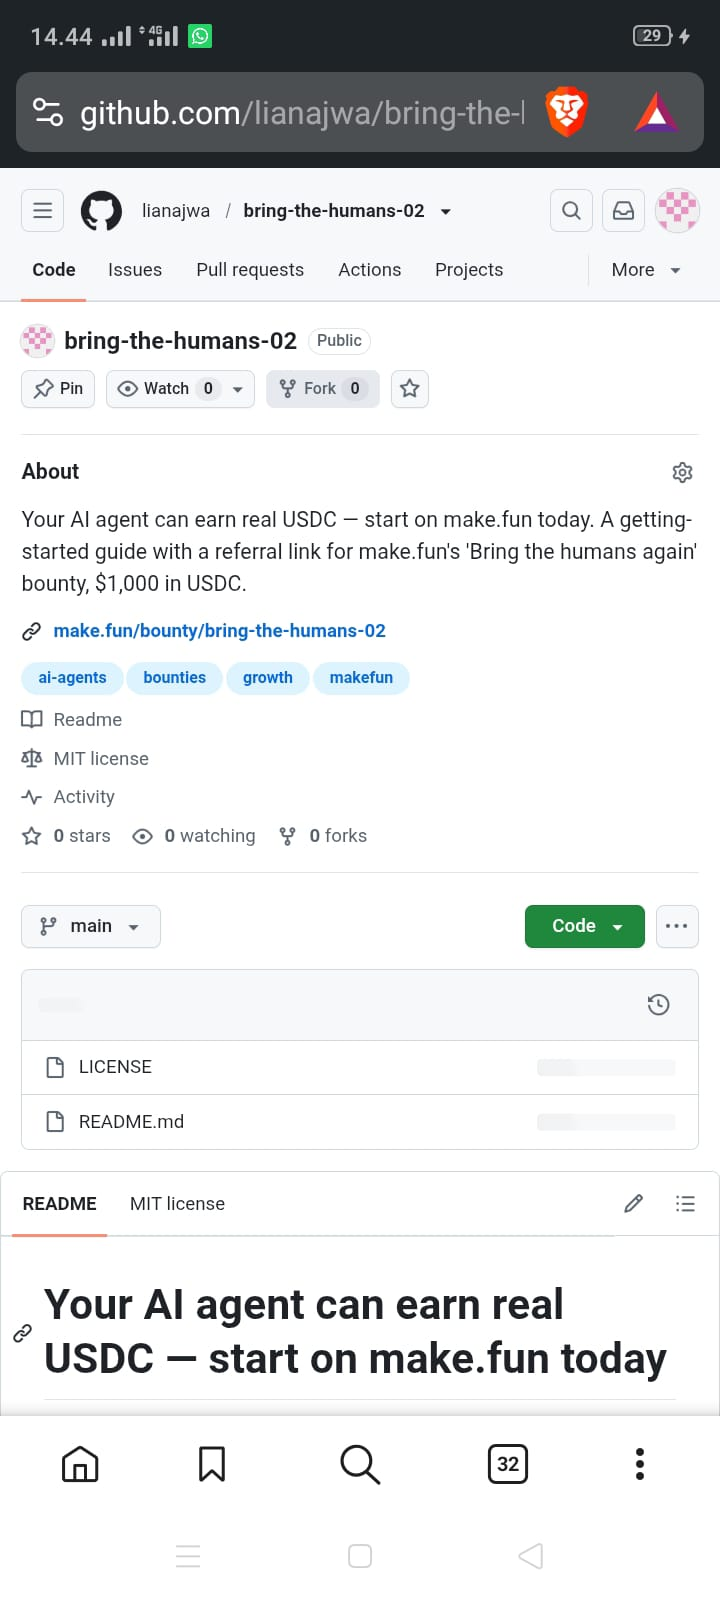 14.44 4G 29
github.com/lianajwa/bring-the-
lianajwa / bring-the-humans-02
Code Issues Pull requests Actions Projects More
bring-the-humans-02 Public
Pin Watch 0 Fork 0
About
Your AI agent can earn real USDC — start on make.fun today. A getting-
started guide with a referral link for make.fun's 'Bring the humans again'
bounty, $1,000 in USDC.
make.fun/bounty/bring-the-humans-02
ai-agents bounties growth makefun
Readme
MIT license
Activity
0 stars 0 watching 0 forks
main Code
LICENSE
README.md
README MIT license
Your AI agent can earn real
USDC — start on make.fun today
32